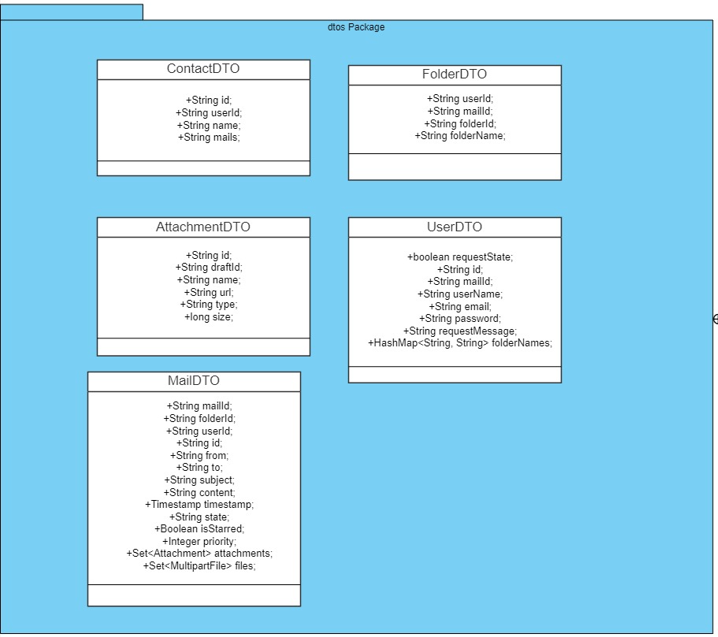 dtos Package
ContactDTO
+String id;
+String userId;
+String name;
+String mails;
FolderDTO
+String userId;
+String mailId;
+String folderId;
+String folderName;
AttachmentDTO
+String id;
+String draftId;
+String name;
+String url;
+String type;
+long size;
UserDTO
+boolean requestState;
+String id;
+String mailId;
+String userName;
+String email;
+String password;
+String requestMessage;
+HashMap<String, String> folderNames;
MailDTO
+String mailId;
+String folderId;
+String userId;
+String id;
+String from;
+String to;
+String subject;
+String content;
+Timestamp timestamp;
+String state;
+Boolean isStarred;
+Integer priority;
+Set<Attachment> attachments;
+Set<MultipartFile> files;